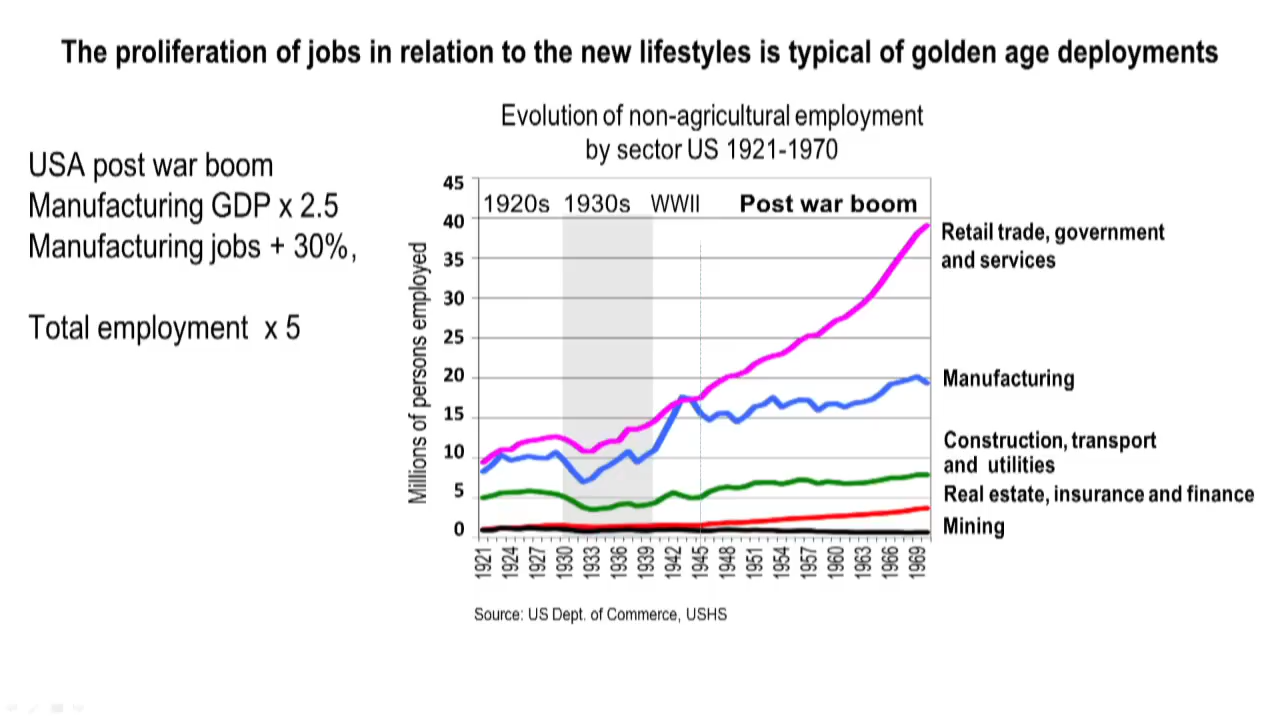 The proliferation of jobs in relation to the new lifestyles is typical of golden age deployments
USA post war boom
Manufacturing GDP x 2.5
Manufacturing jobs + 30%,
Total employment x 5
Evolution of non-agricultural employment
by sector US 1921-1970
Millions of persons employed
45
40
35
30
25
20
15
10
5
0
1920s 1930s WWII Post war boom
Retail trade, government
and services
Manufacturing
Construction, transport
and utilities
Real estate, insurance and finance
Mining
1921 1924 1927 1930 1933 1936 1939 1942 1945 1948 1951 1954 1957 1960 1963 1966 1969
Source: US Dept. of Commerce, USHS